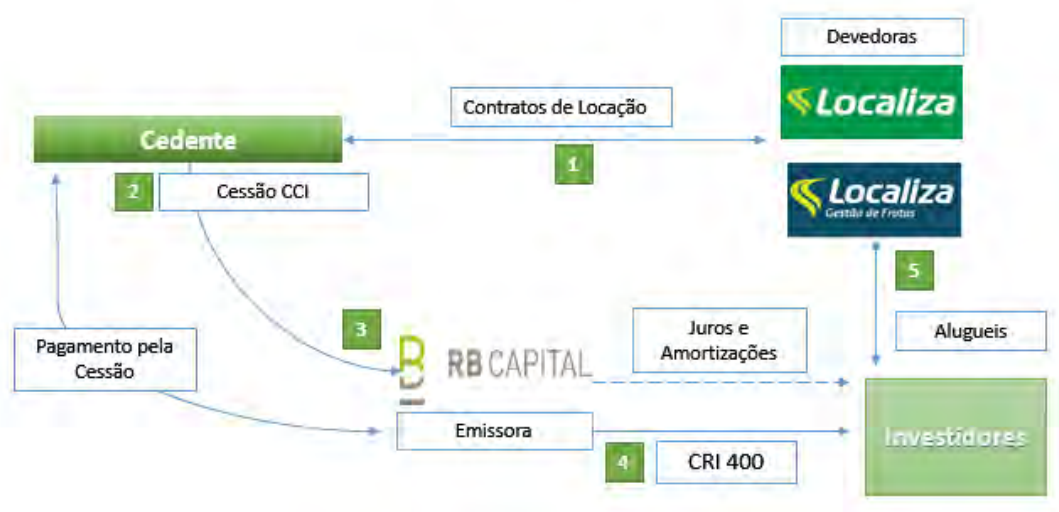 Devedoras
Localiza
Contratos de Locação
Cedente
1
2
Cessão CCI
Localiza
Gestão de Frotas
5
3
Pagamento pela
Cessão
RB CAPITAL
Juros e
Amortizações
Alugueis
Emissora
4
CRI 400
Investidores